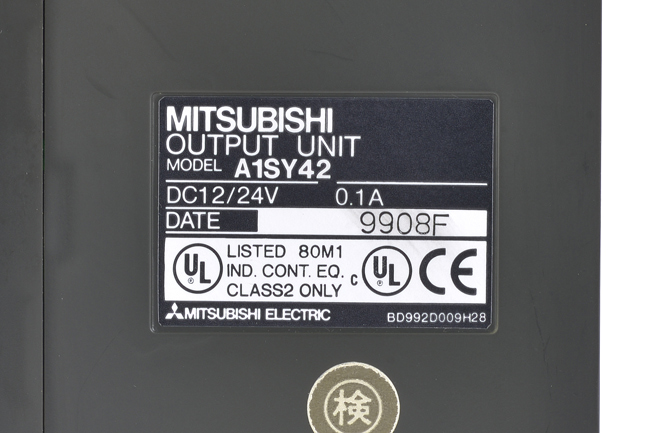 MITSUBISHI
OUTPUT UNIT
MODEL A1SY42
DC12/24V 0.1A
DATE 9908F
UL ® LISTED 80M1 IND. CONT. EQ. CLASS2 ONLY c UL ® CE
MITSUBISHI ELECTRIC BD992D009H28
検